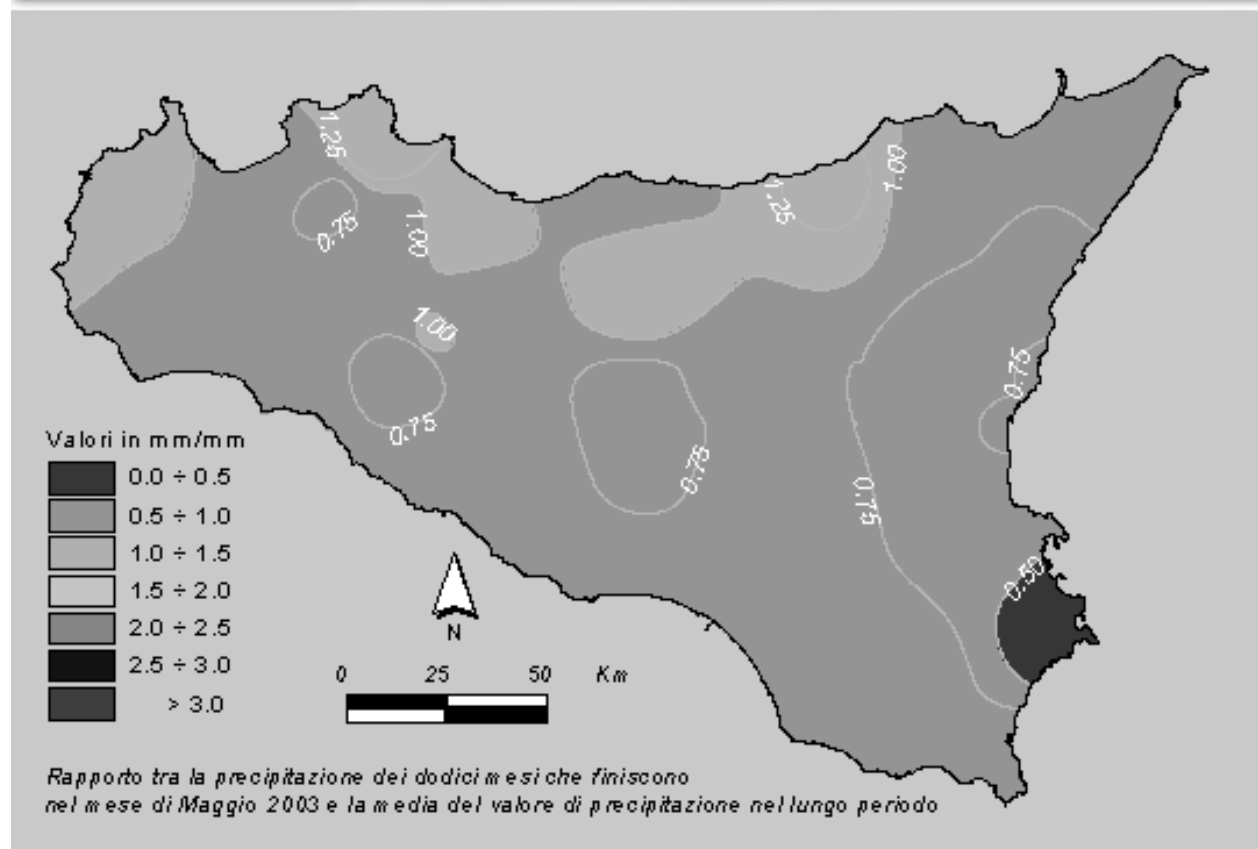 1.25
1.00
1.25
0.75
1.00
1.00
0.75
0.75
0.75
0.75
0.50
Valori in mm/mm
0.0 ÷ 0.5
0.5 ÷ 1.0
1.0 ÷ 1.5
1.5 ÷ 2.0
2.0 ÷ 2.5
2.5 ÷ 3.0
> 3.0
N
0 25 50 Km
Rapporto tra la precipitazione dei dodici mesi che finiscono
nel mese di Maggio 2003 e la media del valore di precipitazione nel lungo periodo